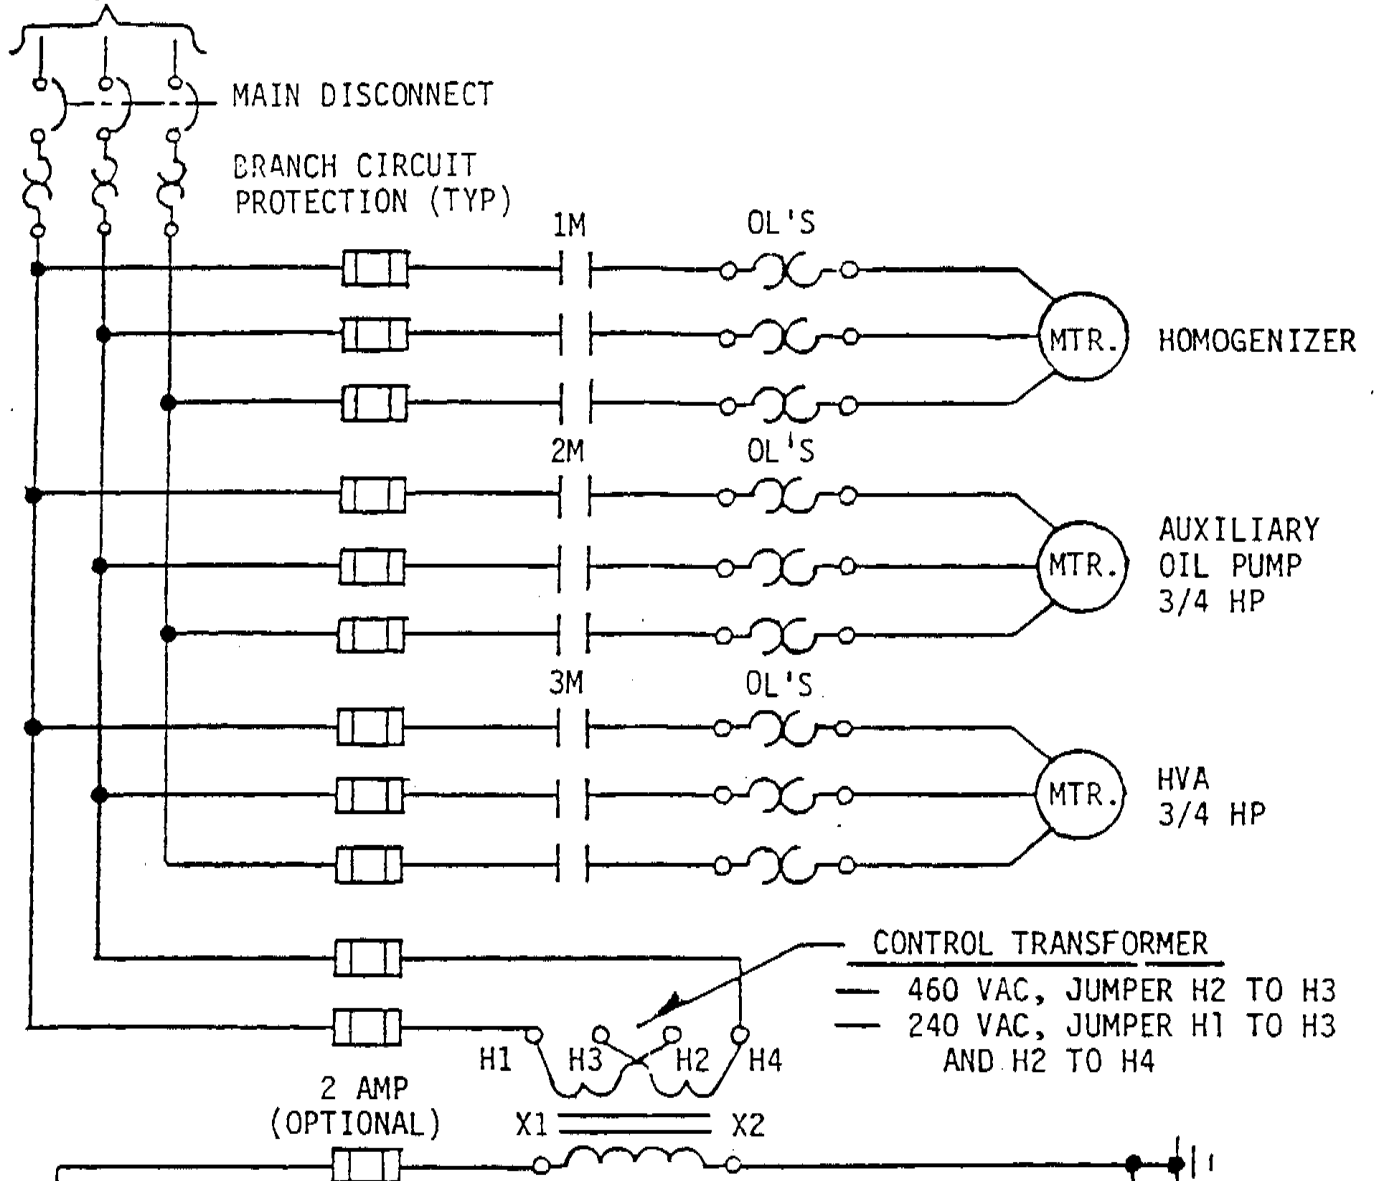 MAIN DISCONNECT
BRANCH CIRCUIT
PROTECTION (TYP)
1M
OL'S
MTR.
HOMOGENIZER
2M
OL'S
MTR.
AUXILIARY
OIL PUMP
3/4 HP
3M
OL'S
MTR.
HVA
3/4 HP
CONTROL TRANSFORMER
— 460 VAC, JUMPER H2 TO H3
— 240 VAC, JUMPER H1 TO H3
AND H2 TO H4
H1
H3
H2
H4
2 AMP
(OPTIONAL)
X1
X2